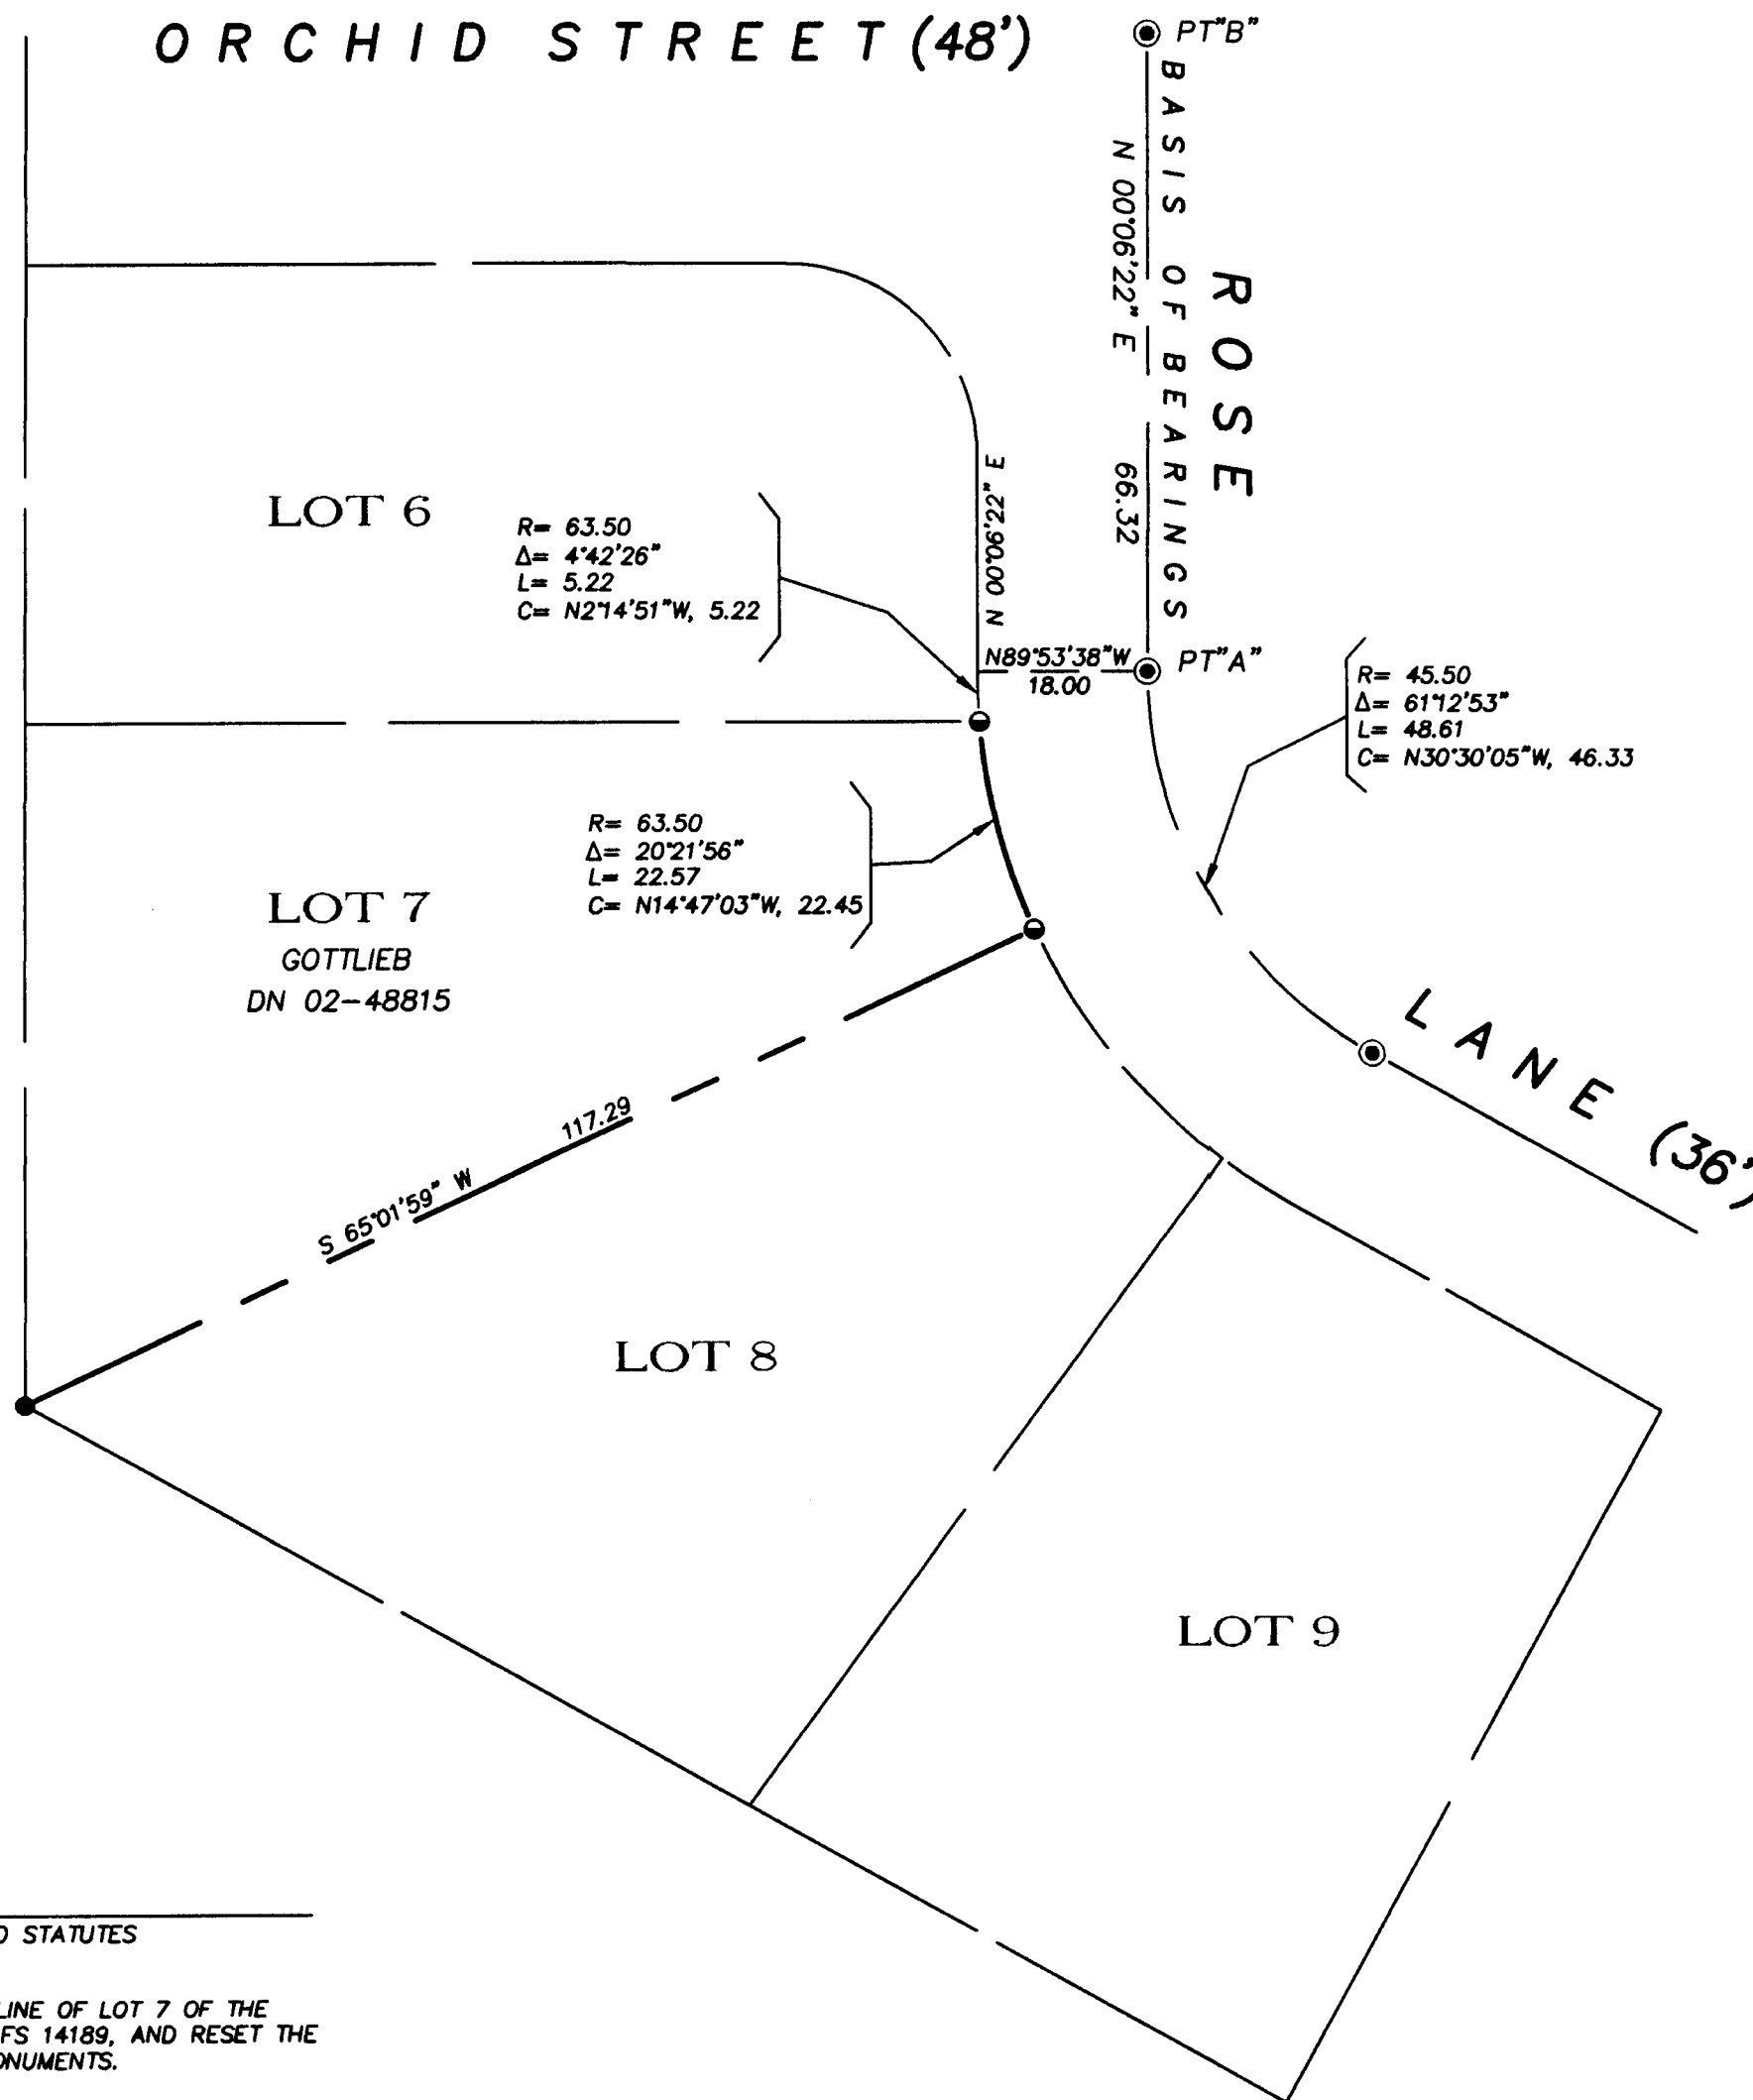 ORCHID STREET (48')
PT"B"
BASIS OF BEARINGS
N 00°06'22" E 66.32
ROSE
LOT 6
R= 63.50
Δ= 4°42'26"
L= 5.22
C= N2°14'51"W, 5.22
N 00°06'22" E
N89°53'38"W
18.00
PT"A"
R= 45.50
Δ= 61°12'53"
L= 48.61
C= N30°30'05"W, 46.33
R= 63.50
Δ= 20°21'56"
L= 22.57
C= N14°47'03"W, 22.45
LOT 7
GOTTLIEB
DN 02-48815
LANE (36')
S 65°01'59" W 117.29
LOT 8
LOT 9
D STATUTES
LINE OF LOT 7 OF THE
FS 14189, AND RESET THE
ONUMENTS.